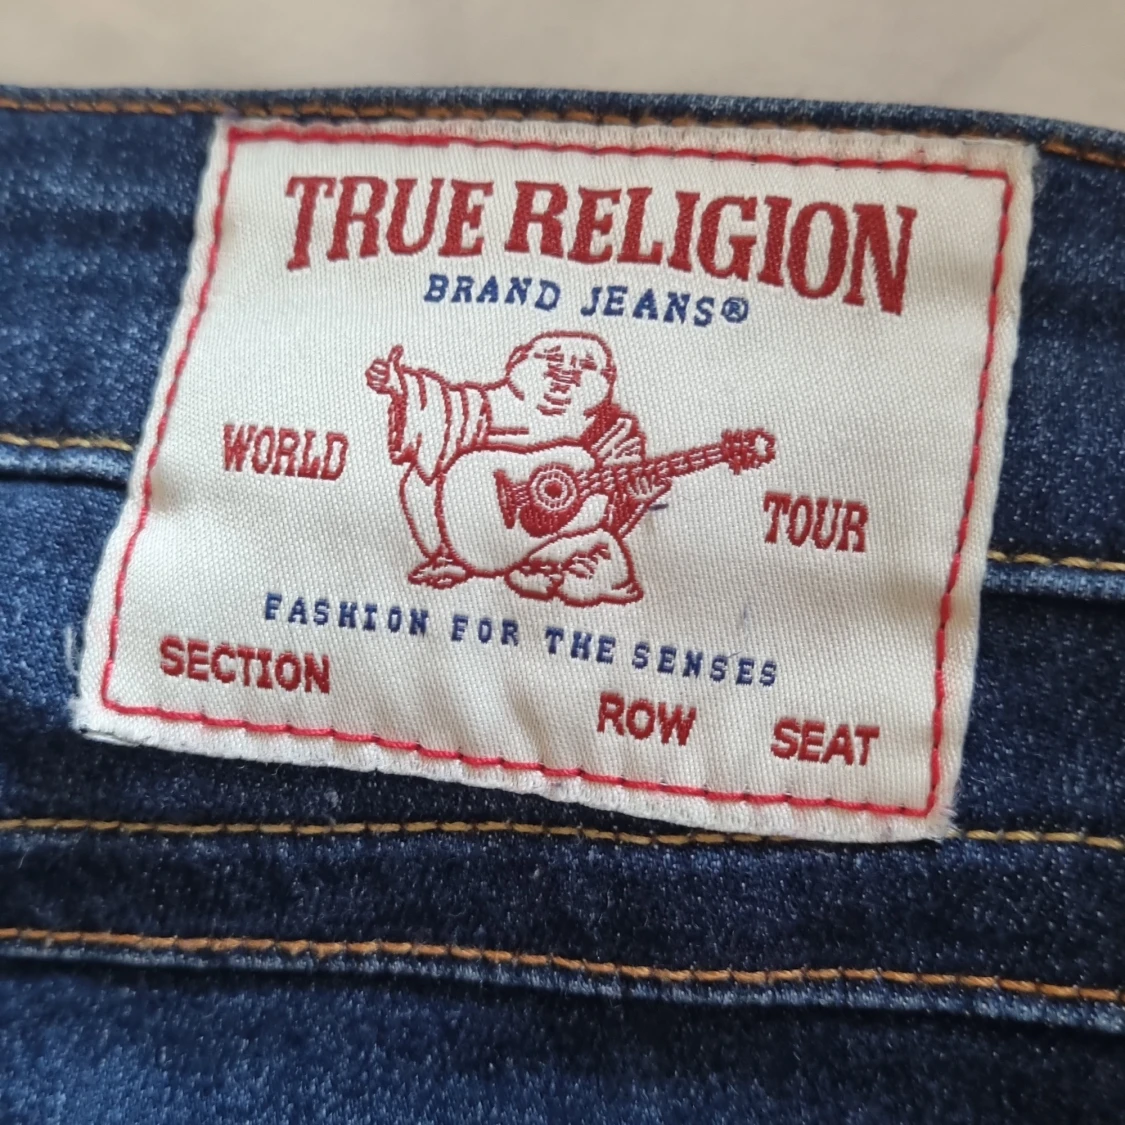 TRUE RELIGION
BRAND JEANS®
WORLD TOUR
FASHION FOR THE SENSES
SECTION ROW SEAT